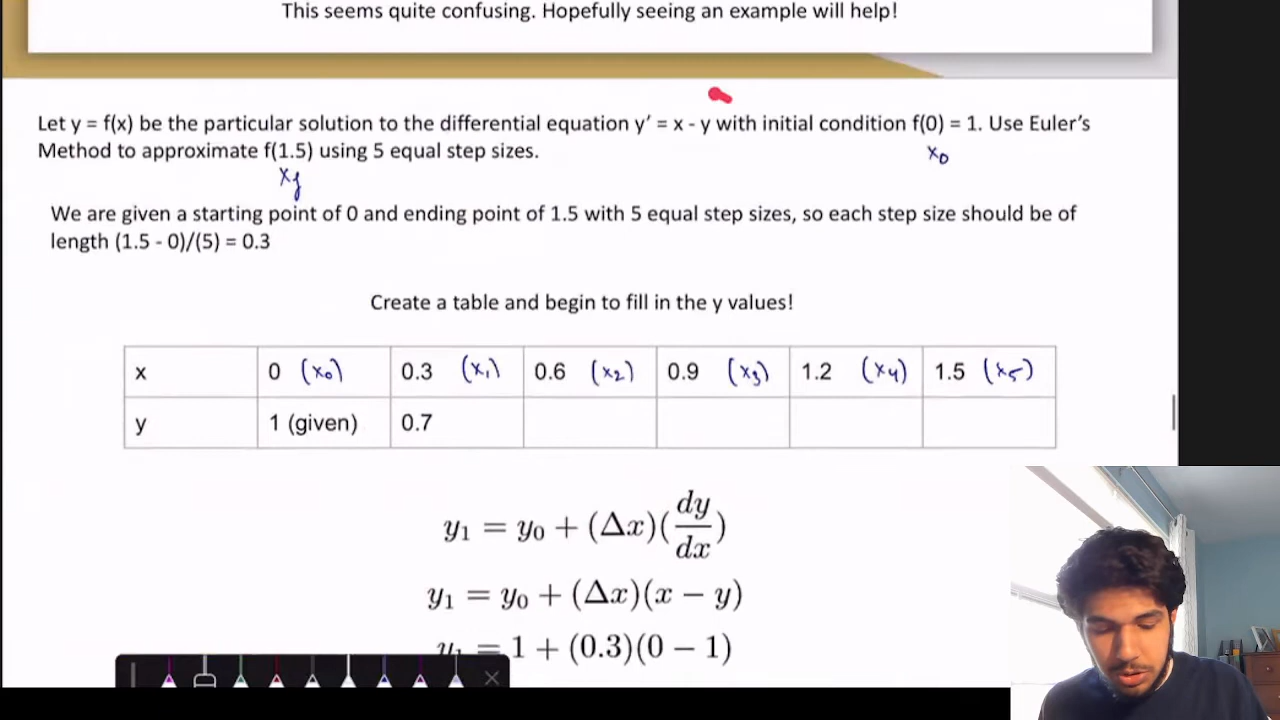 This seems quite confusing. Hopefully seeing an example will help!
Let y = f(x) be the particular solution to the differential equation y′ = x - y with initial condition f(0) = 1. Use Euler's
Method to approximate f(1.5) using 5 equal step sizes.
x₀
x_f
We are given a starting point of 0 and ending point of 1.5 with 5 equal step sizes, so each step size should be of
length (1.5 - 0)/(5) = 0.3
Create a table and begin to fill in the y values!
x 0 (x₀) 0.3 (x₁) 0.6 (x₂) 0.9 (x₃) 1.2 (x₄) 1.5 (x₅)
y 1 (given) 0.7
y₁ = y₀ + (Δx)(dy/dx)
y₁ = y₀ + (Δx)(x − y)
y₁ = 1 + (0.3)(0 − 1)